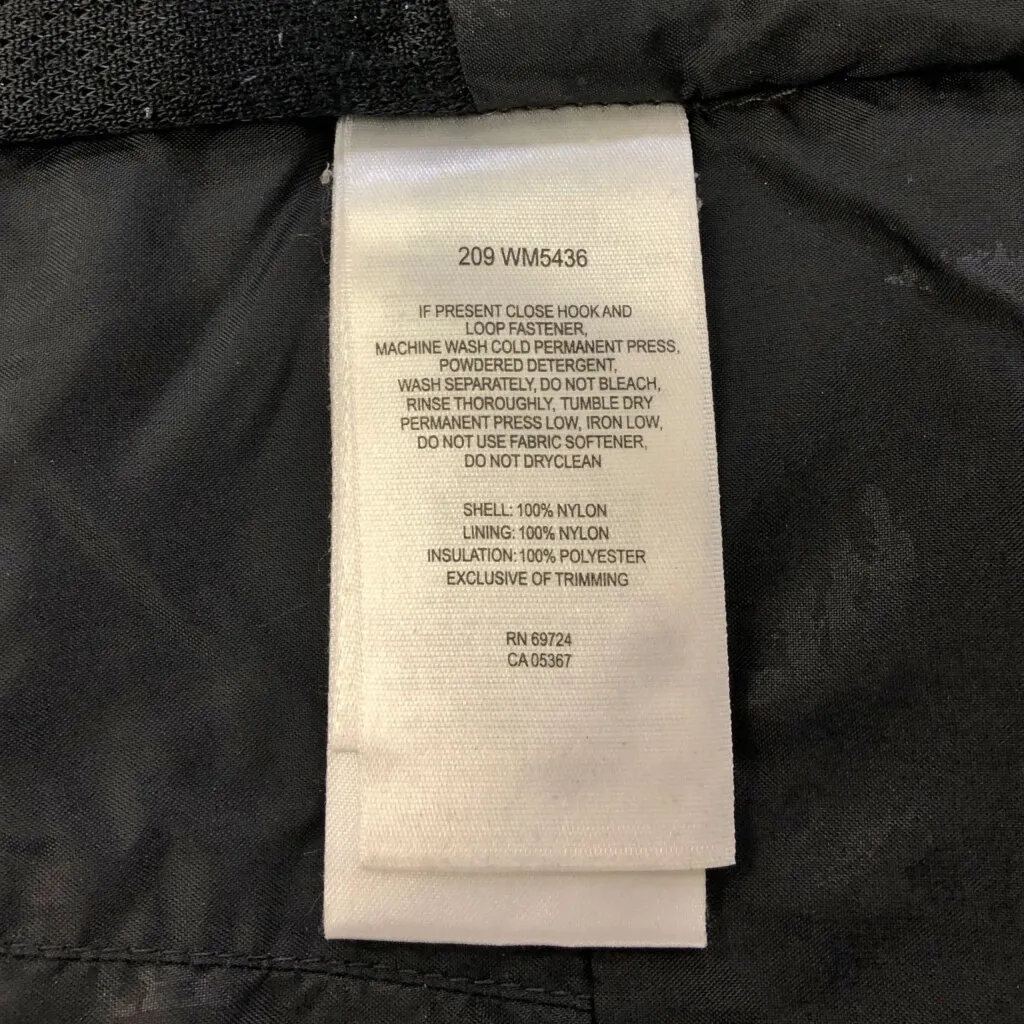 209 WM5436
IF PRESENT CLOSE HOOK AND
LOOP FASTENER,
MACHINE WASH COLD PERMANENT PRESS,
POWDERED DETERGENT,
WASH SEPARATELY, DO NOT BLEACH,
RINSE THOROUGHLY, TUMBLE DRY
PERMANENT PRESS LOW, IRON LOW,
DO NOT USE FABRIC SOFTENER,
DO NOT DRYCLEAN
SHELL: 100% NYLON
LINING: 100% NYLON
INSULATION: 100% POLYESTER
EXCLUSIVE OF TRIMMING
RN 69724
CA 05367